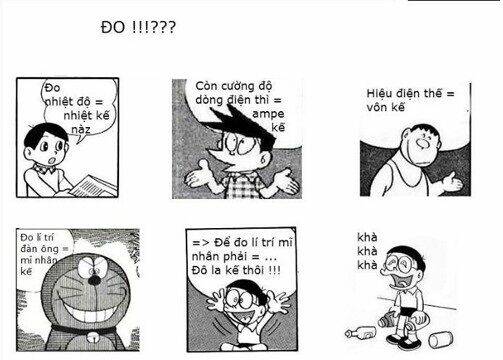 ĐO !!!???
Đo
nhiệt độ =
nhiệt kế
nàz
Còn cường độ
dòng điện thì =
ampe
kế
Hiệu điện thế =
vôn kế
Đo lí trí
đàn ông =
mĩ nhân
kế
=> Để đo lí trí mĩ
nhân phải = ...
Đô la kế thôi !!!
khà
khà
khà